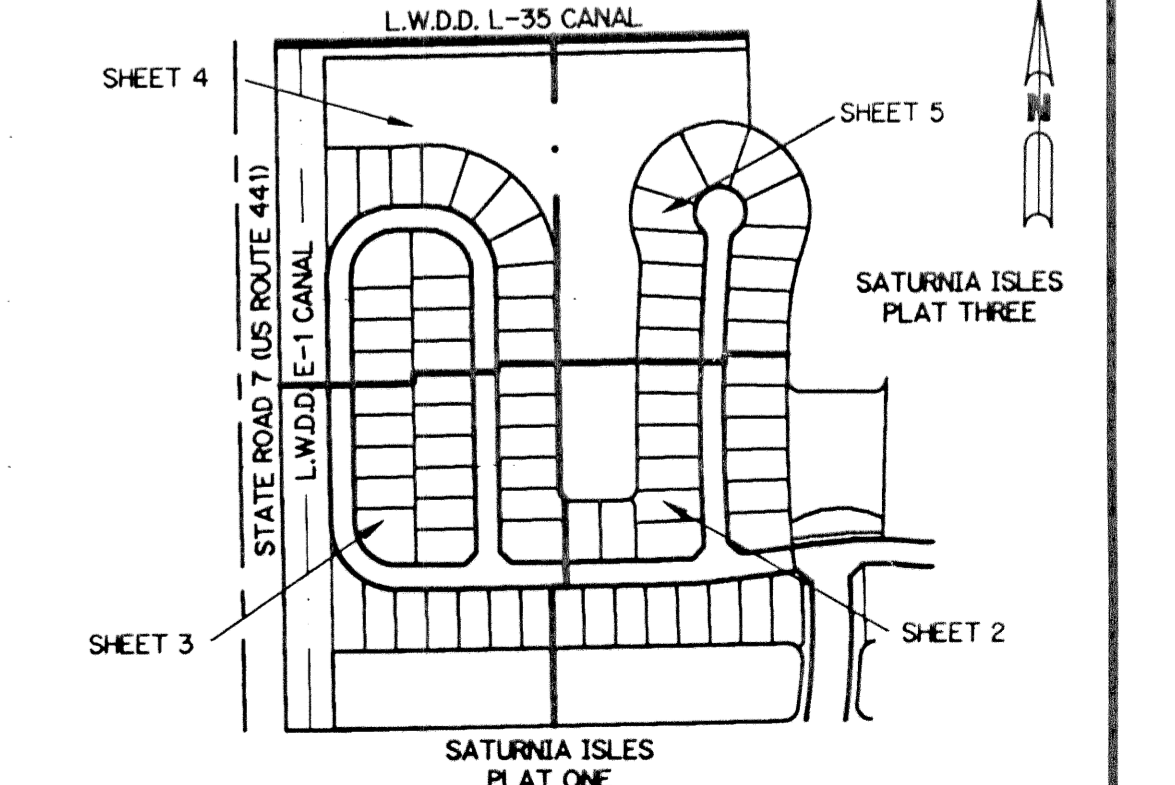 L.W.D.D. L-35 CANAL
SHEET 4
SHEET 5
N
STATE ROAD 7 (US ROUTE 441)
L.W.D.D. E-1 CANAL
SATURNIA ISLES
PLAT THREE
SHEET 3
SHEET 2
SATURNIA ISLES
PLAT ONE